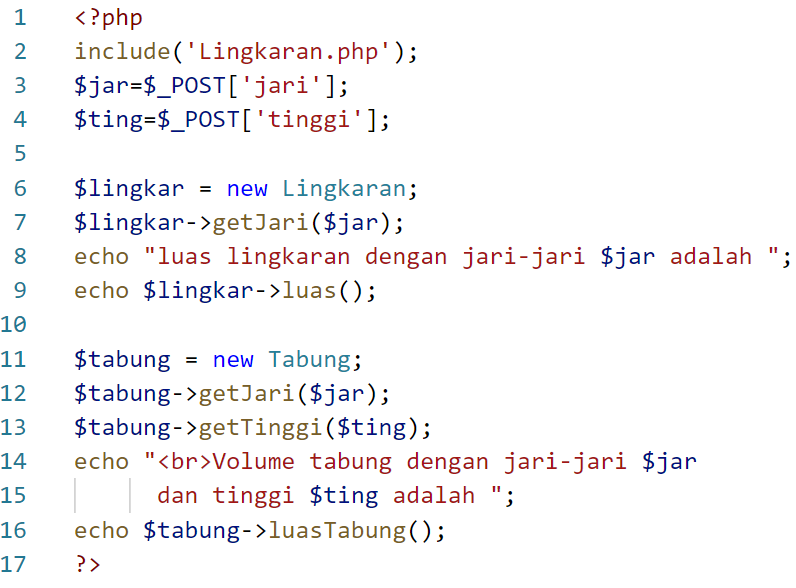 1 <?php
2 include('Lingkaran.php');
3 $jar=$_POST['jari'];
4 $ting=$_POST['tinggi'];
5
6 $lingkar = new Lingkaran;
7 $lingkar->getJari($jar);
8 echo "luas lingkaran dengan jari-jari $jar adalah ";
9 echo $lingkar->luas();
10
11 $tabung = new Tabung;
12 $tabung->getJari($jar);
13 $tabung->getTinggi($ting);
14 echo "<br>Volume tabung dengan jari-jari $jar
15 dan tinggi $ting adalah ";
16 echo $tabung->luasTabung();
17 ?>